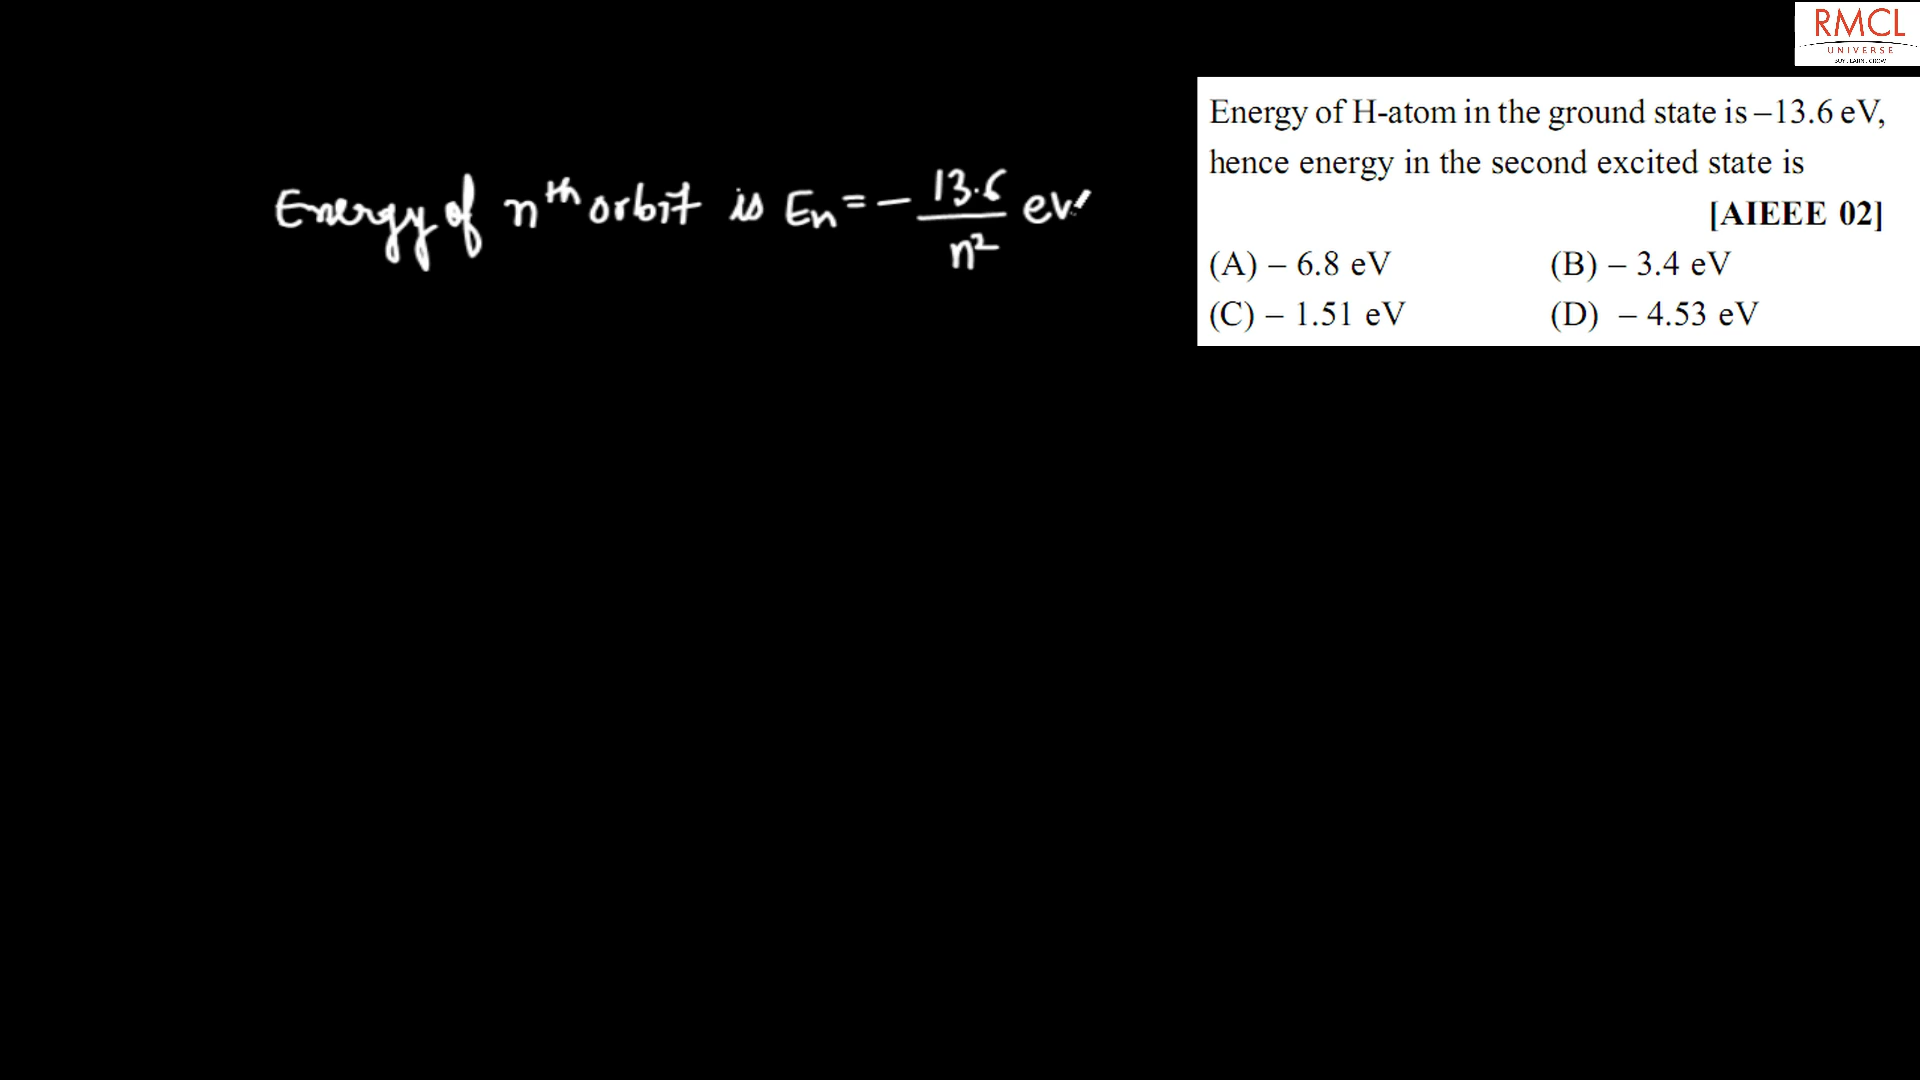 RMCL
UNIVERSE
Energy of H-atom in the ground state is –13.6 eV,
hence energy in the second excited state is
[AIEEE 02]
(A) – 6.8 eV (B) – 3.4 eV
(C) – 1.51 eV (D) – 4.53 eV
Energy of nth orbit is En = - 13.6/n² eV